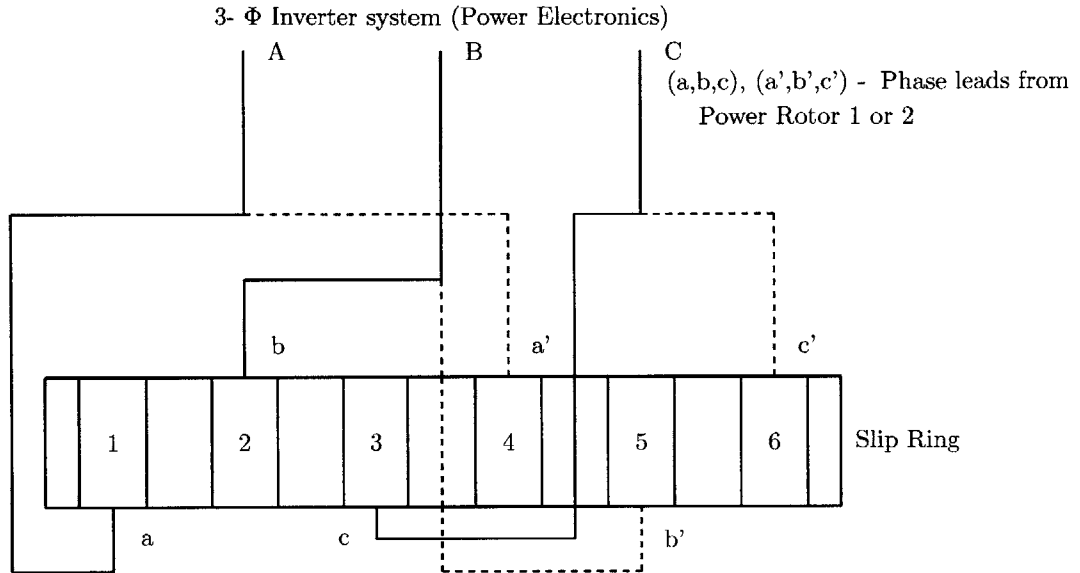 3- Φ Inverter system (Power Electronics)
A
B
C
(a,b,c), (a',b',c') - Phase leads from
Power Rotor 1 or 2
b
a'
c'
1
2
3
4
5
6
Slip Ring
a
c
b'